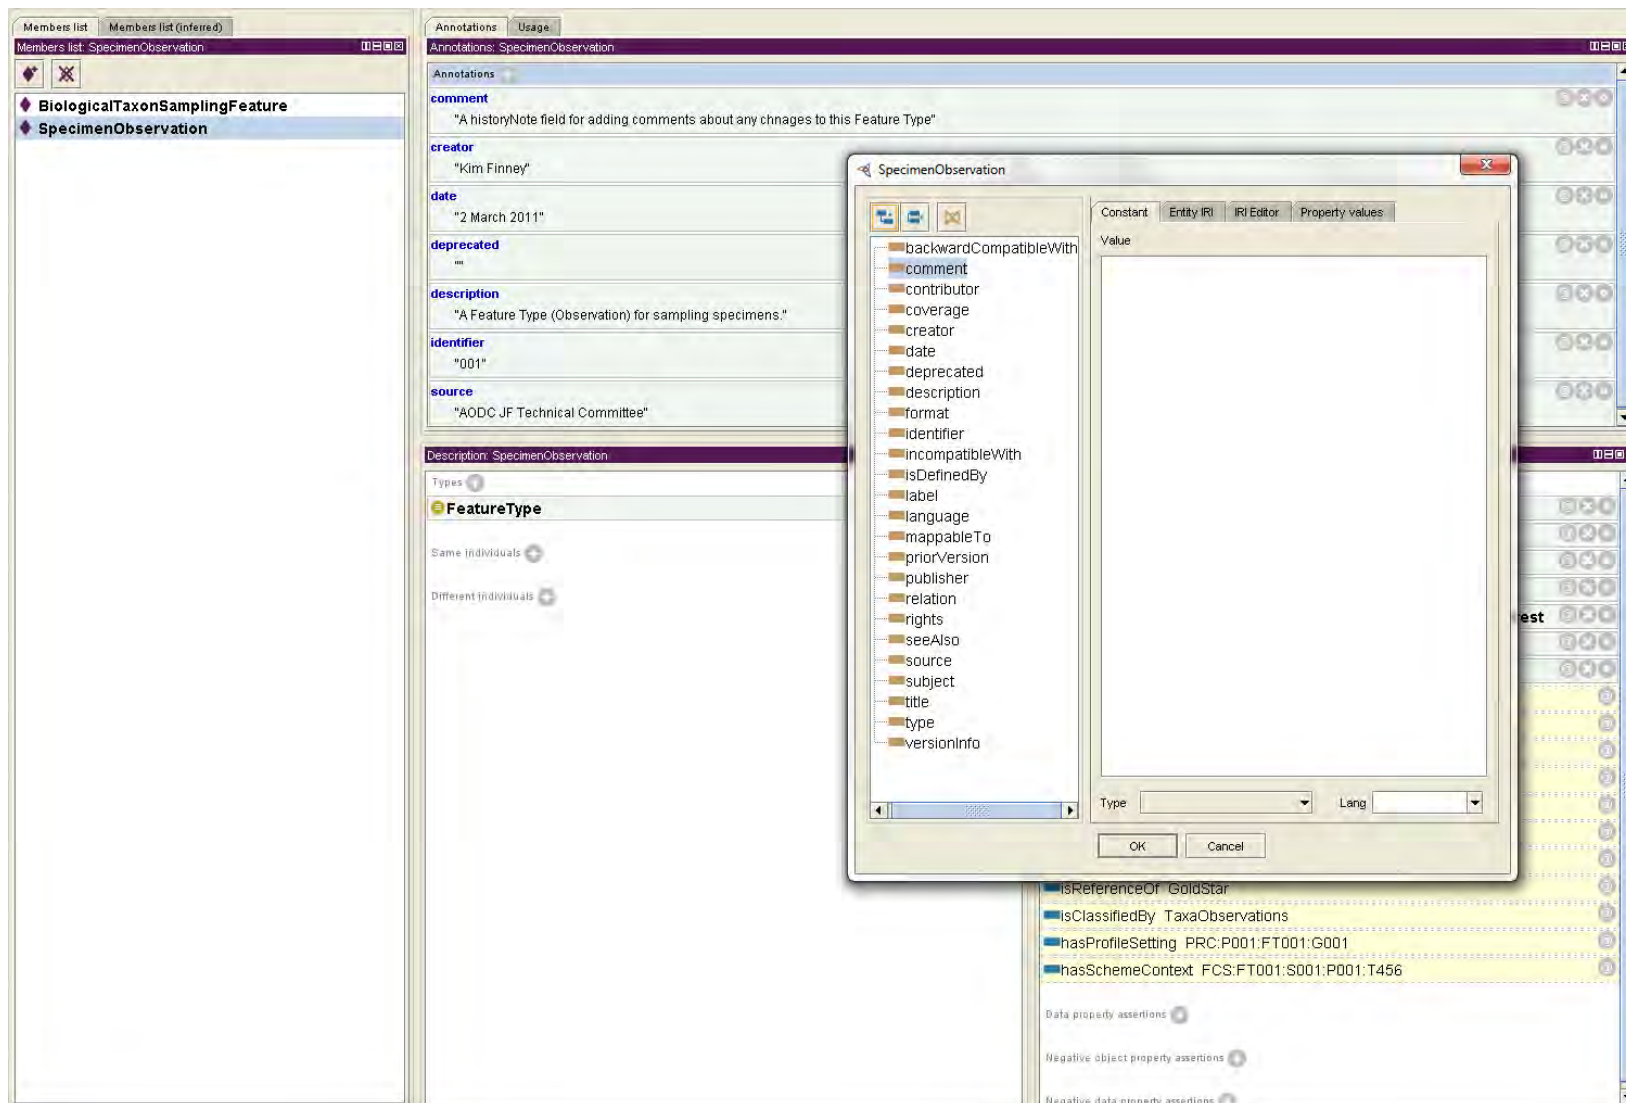 Members list Members list (inferred)
Members list: SpecimenObservation
BiologicalTaxonSamplingFeature
SpecimenObservation
Annotations Usage
Annotations: SpecimenObservation
Annotations
comment
"A historyNote field for adding comments about any chnages to this Feature Type"
creator
"Kim Finney"
date
"2 March 2011"
deprecated
""
description
"A Feature Type (Observation) for sampling specimens."
identifier
"001"
source
"AODC JF Technical Committee"
Description: SpecimenObservation
Types
FeatureType
Same individuals
Different individuals
SpecimenObservation
backwardCompatibleWith
comment
contributor
coverage
creator
date
deprecated
description
format
identifier
incompatibleWith
isDefinedBy
label
language
mappableTo
priorVersion
publisher
relation
rights
seeAlso
source
subject
title
type
versionInfo
Constant Entity IRI IRI Editor Property values
Value
Type Lang
OK Cancel
est
isReferenceOf GoldStar
isClassifiedBy TaxaObservations
hasProfileSetting PRC:P001:FT001:G001
hasSchemeContext FCS:FT001:S001:P001:T456
Data property assertions
Negative object property assertions
Negative data property assertions